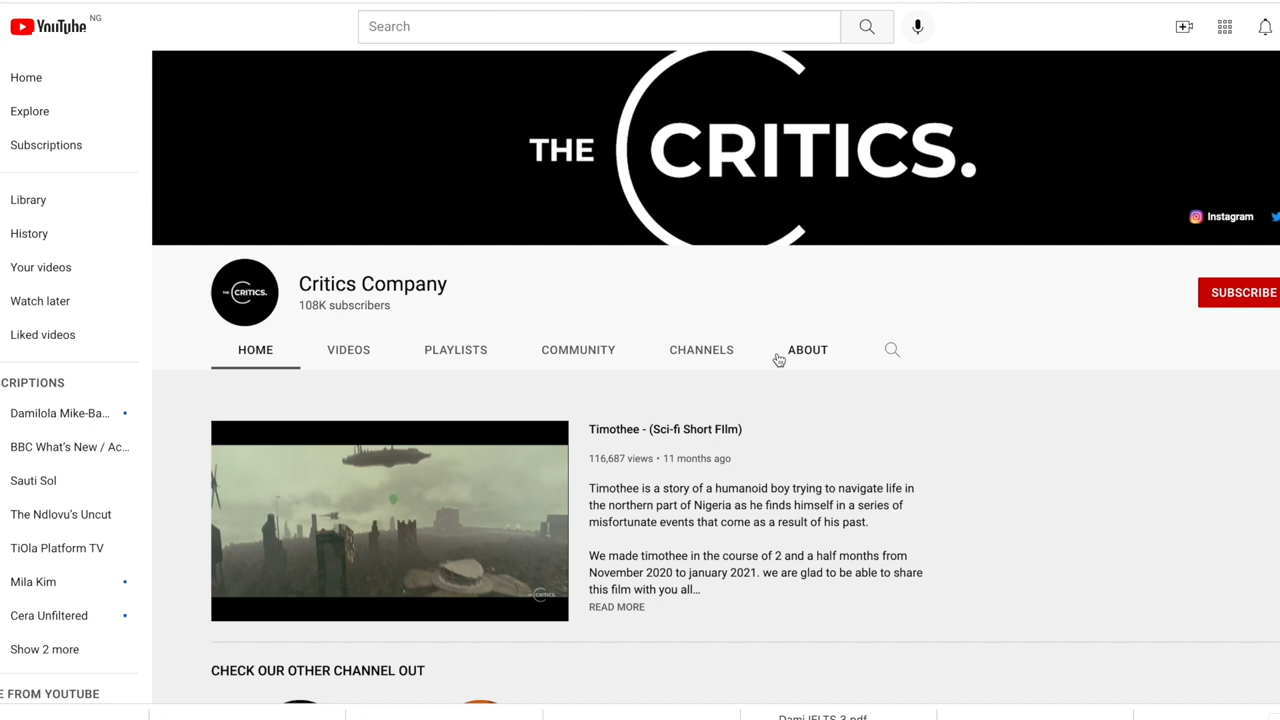 YouTube NG
Search
Home
Explore
Subscriptions
Library
History
Your videos
Watch later
Liked videos
SCRIPTIONS
Damilola Mike-Ba...
BBC What's New / Ac...
Sauti Sol
The Ndlovu's Uncut
TiOla Platform TV
Mila Kim
Cera Unfiltered
Show 2 more
E FROM YOUTUBE
THE CRITICS.
Instagram
THE CRITICS.
Critics Company
108K subscribers
SUBSCRIBE
HOME VIDEOS PLAYLISTS COMMUNITY CHANNELS ABOUT
CRITICS
Timothee - (Sci-fi Short FIlm)
116,687 views • 11 months ago
Timothee is a story of a humanoid boy trying to navigate life in
the northern part of Nigeria as he finds himself in a series of
misfortunate events that come as a result of his past.
We made timothee in the course of 2 and a half months from
November 2020 to january 2021. we are glad to be able to share
this film with you all...
READ MORE
CHECK OUR OTHER CHANNEL OUT